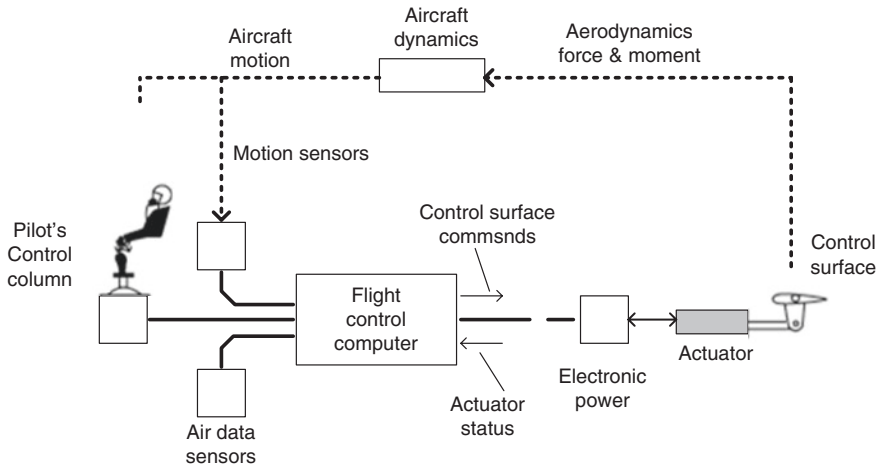 Aircraft
dynamics
Aircraft
motion
Aerodynamics
force & moment
Motion sensors
Pilot's
Control
column
Control surface
commsnds
Control
surface
Flight
control
computer
Electronic
power
Actuator
Actuator
status
Air data
sensors